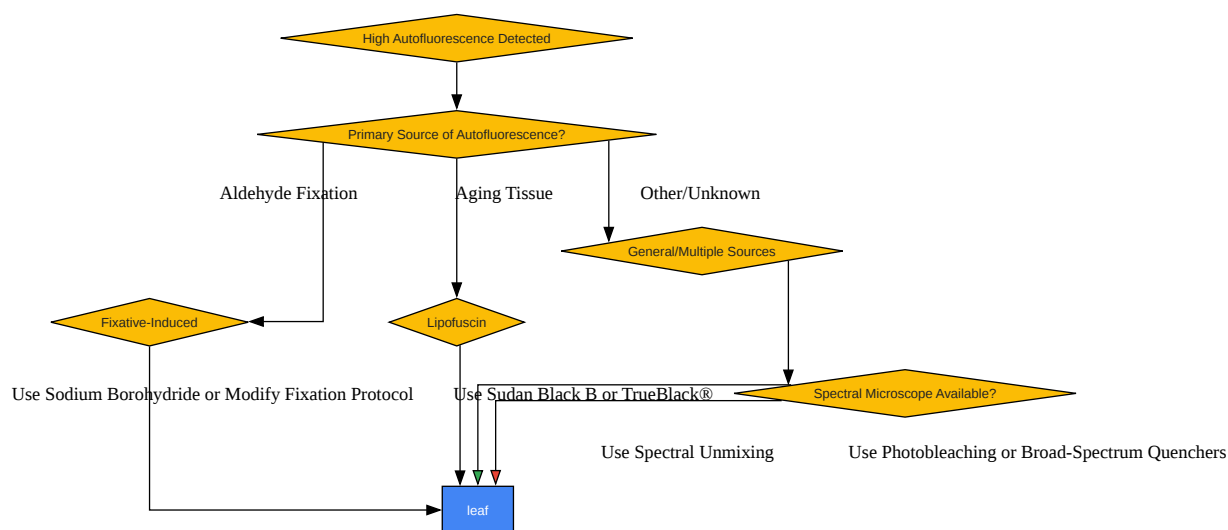 High Autofluorescence Detected
Primary Source of Autofluorescence?
Aldehyde Fixation
Aging Tissue
Other/Unknown
General/Multiple Sources
Fixative-Induced
Lipofuscin
Use Sodium Borohydride or Modify Fixation Protocol
Use Sudan Black B or TrueBlack®
Spectral Microscope Available?
Use Spectral Unmixing
Use Photobleaching or Broad-Spectrum Quenchers
leaf